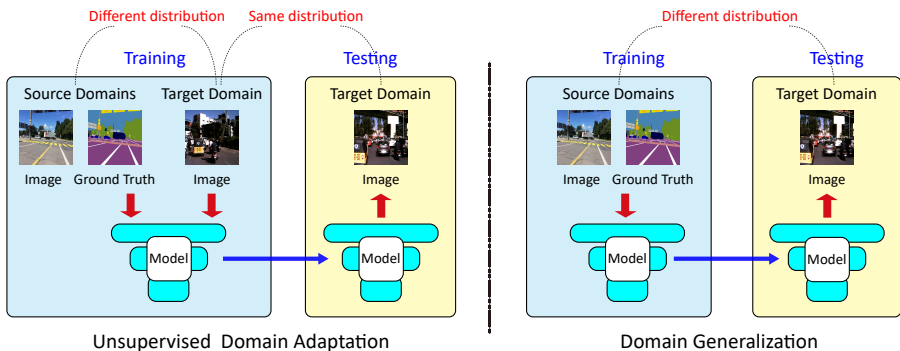 Different distribution
Same distribution
Training
Testing
Source Domains
Target Domain
Target Domain
Image
Ground Truth
Image
Image
Model
Model
Unsupervised Domain Adaptation
Different distribution
Training
Testing
Source Domains
Target Domain
Image
Ground Truth
Image
Model
Model
Domain Generalization